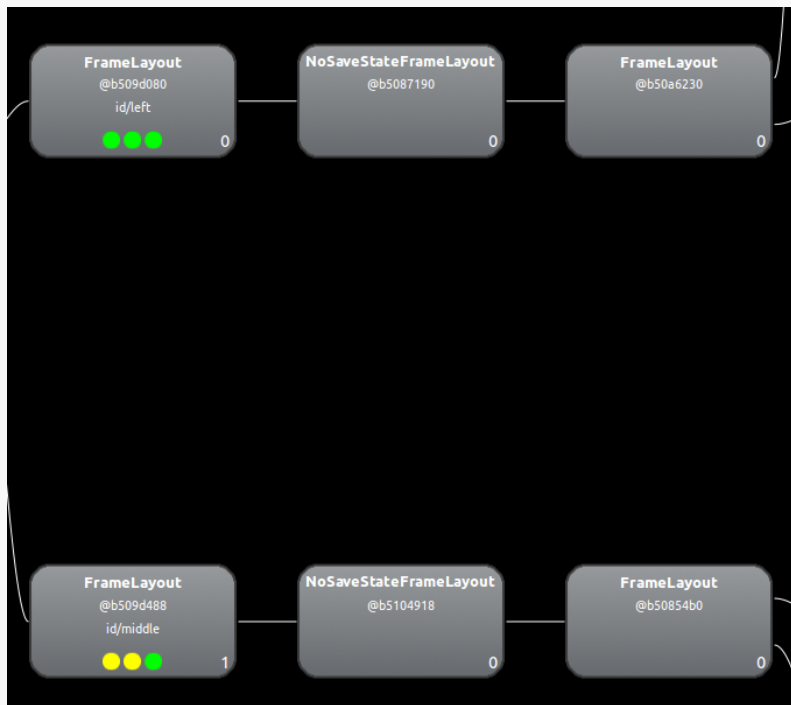 FrameLayout
@b509d080
id/left
0
NoSaveStateFrameLayout
@b5087190
0
FrameLayout
@b50a6230
0
FrameLayout
@b509d488
id/middle
1
NoSaveStateFrameLayout
@b5104918
0
FrameLayout
@b50854b0
0